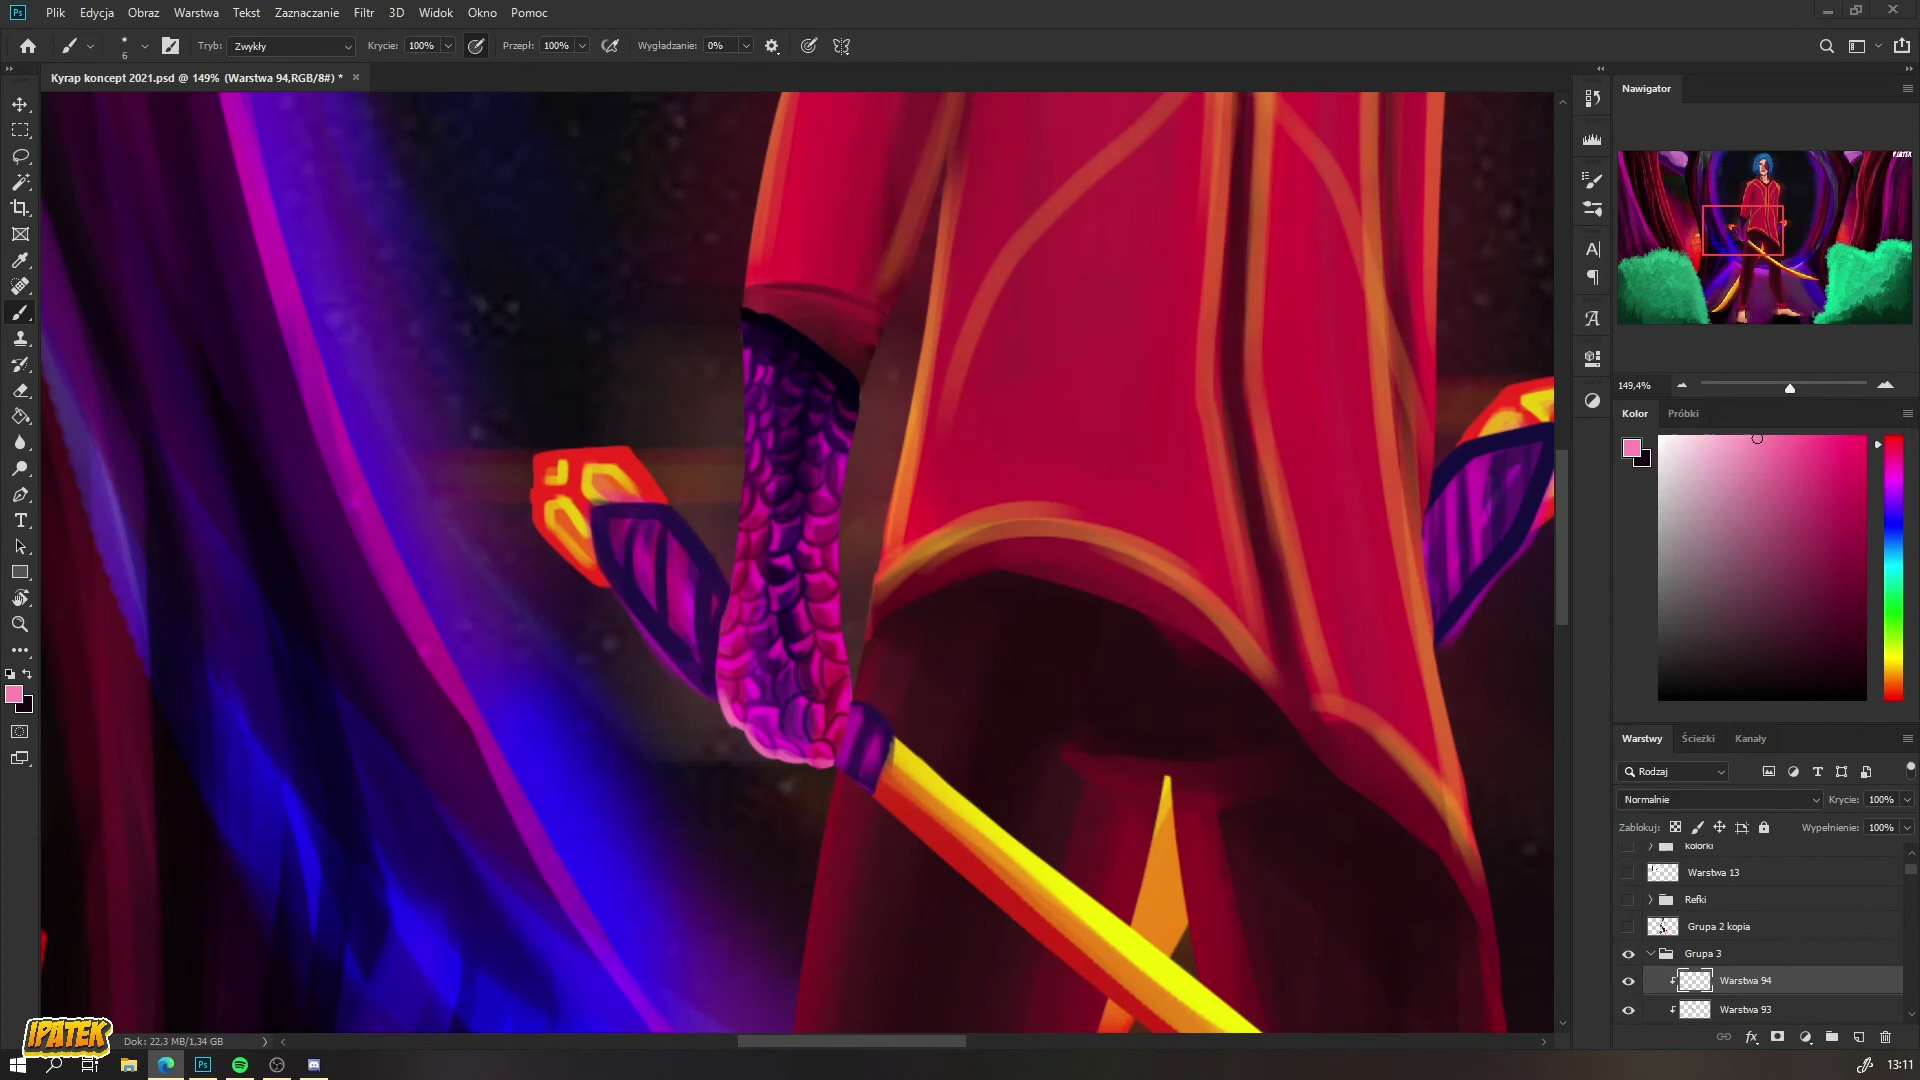 Ps Plik Edycja Obraz Warstwa Tekst Zaznaczanie Filtr 3D Widok Okno Pomoc
6 Tryb: Zwykły Krycie: 100% Przepł: 100% Wygładzanie: 0%
Kyrap koncept 2021.psd @ 149% (Warstwa 94,RGB/8#) * ×
Nawigator
149,4%
Kolor Próbki
Warstwy Ścieżki Kanały
Rodzaj
Normalnie Krycie: 100%
Zablokuj: Wypełnienie: 100%
kolorki
Warstwa 13
Refki
Grupa 2 kopia
Grupa 3
Warstwa 94
Warstwa 93
IPATEK
Dok: 22,3 MB/1,34 GB
Ps
13:11